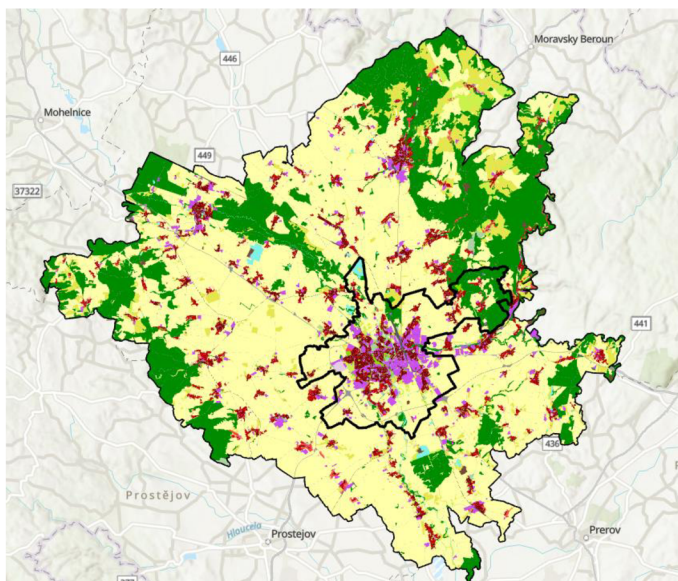 Moravsky Beroun
446
Mohelnice
449
37322
441
436
Prostějov
Hloucela
Prostejov
Prerov